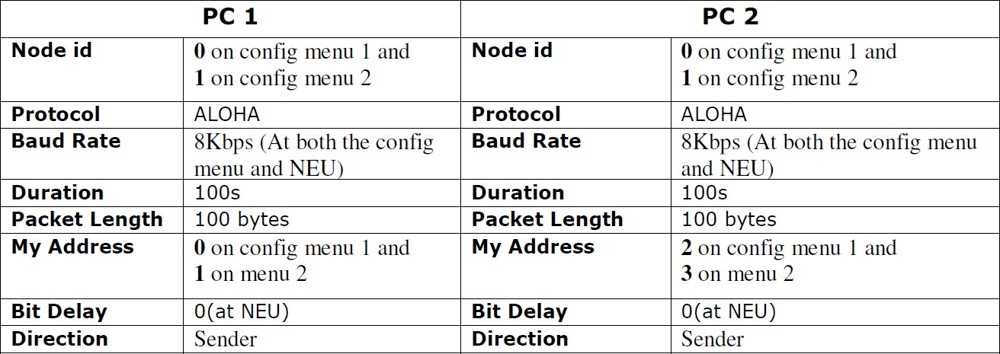 PC 1 PC 2
Node id 0 on config menu 1 and Node id 0 on config menu 1 and
1 on config menu 2 1 on config menu 2
Protocol ALOHA Protocol ALOHA
Baud Rate 8Kbps (At both the config Baud Rate 8Kbps (At both the config menu
menu and NEU) and NEU)
Duration 100s Duration 100s
Packet Length 100 bytes Packet Length 100 bytes
My Address 0 on config menu 1 and My Address 2 on config menu 1 and
1 on menu 2 3 on menu 2
Bit Delay 0(at NEU) Bit Delay 0(at NEU)
Direction Sender Direction Sender